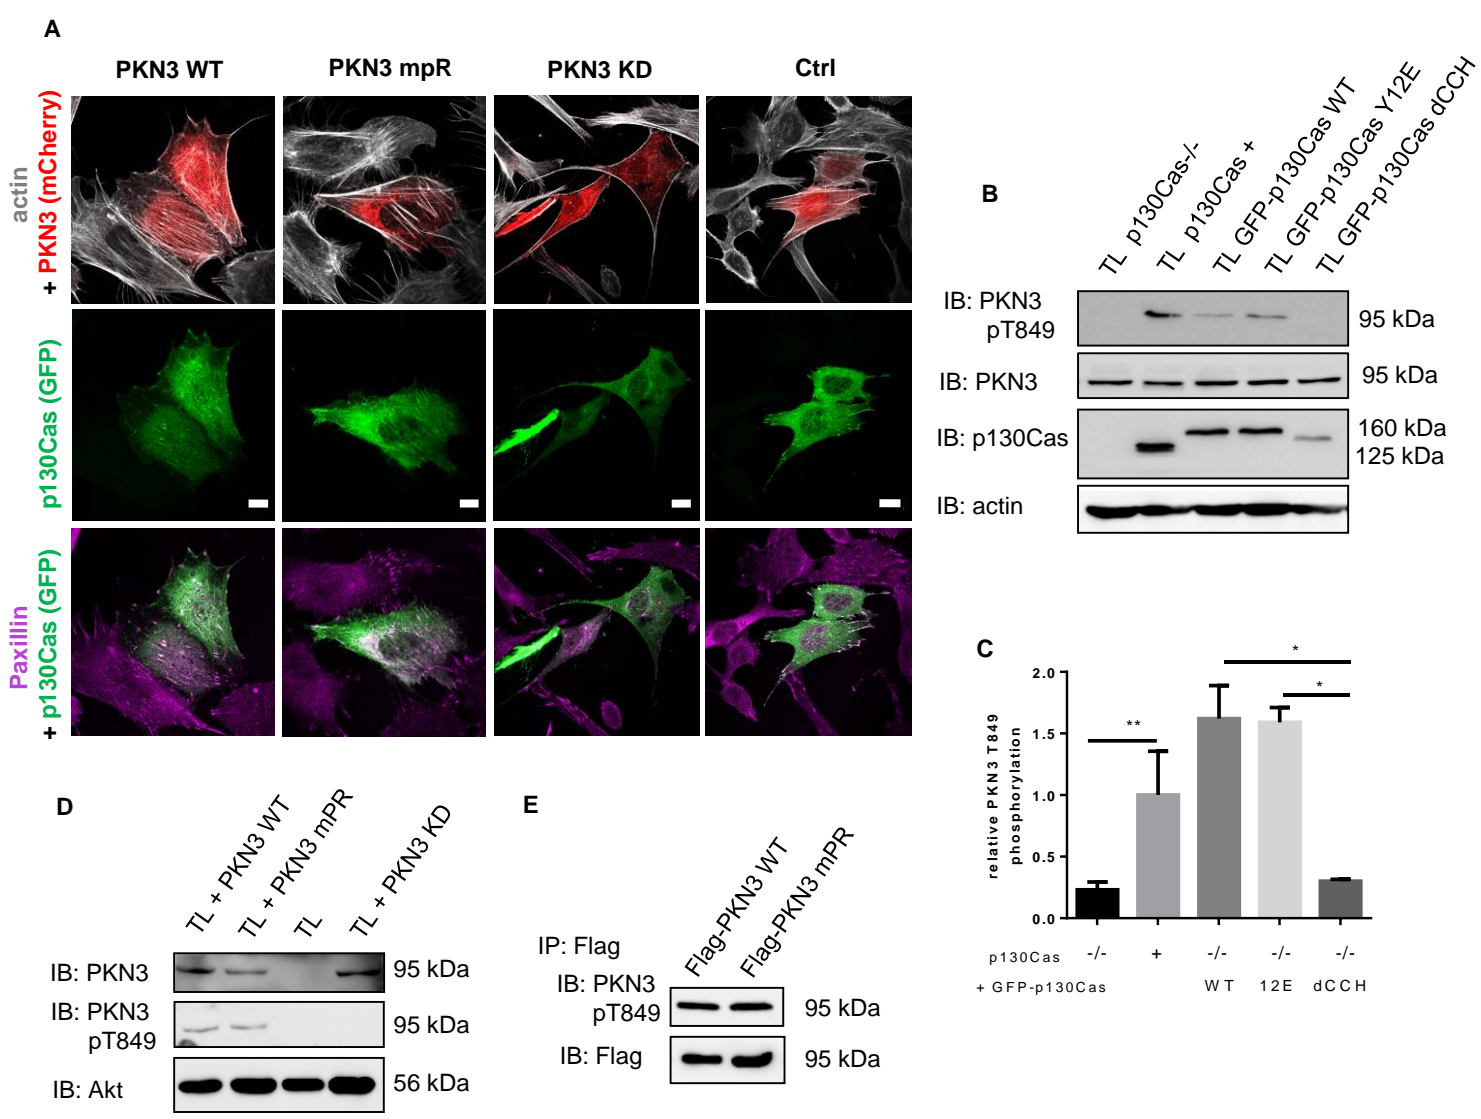 A
PKN3 WT
PKN3 mpR
PKN3 KD
Ctrl
actin
+ PKN3 (mCherry)
p130Cas (GFP)
Paxillin
+ p130Cas (GFP)
B
TL p130Cas-/-
TL p130Cas +
TL GFP-p130Cas WT
TL GFP-p130Cas Y12E
TL GFP-p130Cas dCCH
IB: PKN3
pT849
95 kDa
IB: PKN3
95 kDa
IB: p130Cas
160 kDa
125 kDa
IB: actin
C
relative PKN3 T849
phosphorylation
2.0
1.5
1.0
0.5
0.0
**
*
*
p130Cas -/- + -/- -/- -/-
+ GFP-p130Cas WT 12E dCCH
D
TL + PKN3 WT
TL + PKN3 mPR
TL
TL + PKN3 KD
IB: PKN3
95 kDa
IB: PKN3
pT849
95 kDa
IB: Akt
56 kDa
E
Flag-PKN3 WT
Flag-PKN3 mPR
IP: Flag
IB: PKN3
pT849
95 kDa
IB: Flag
95 kDa